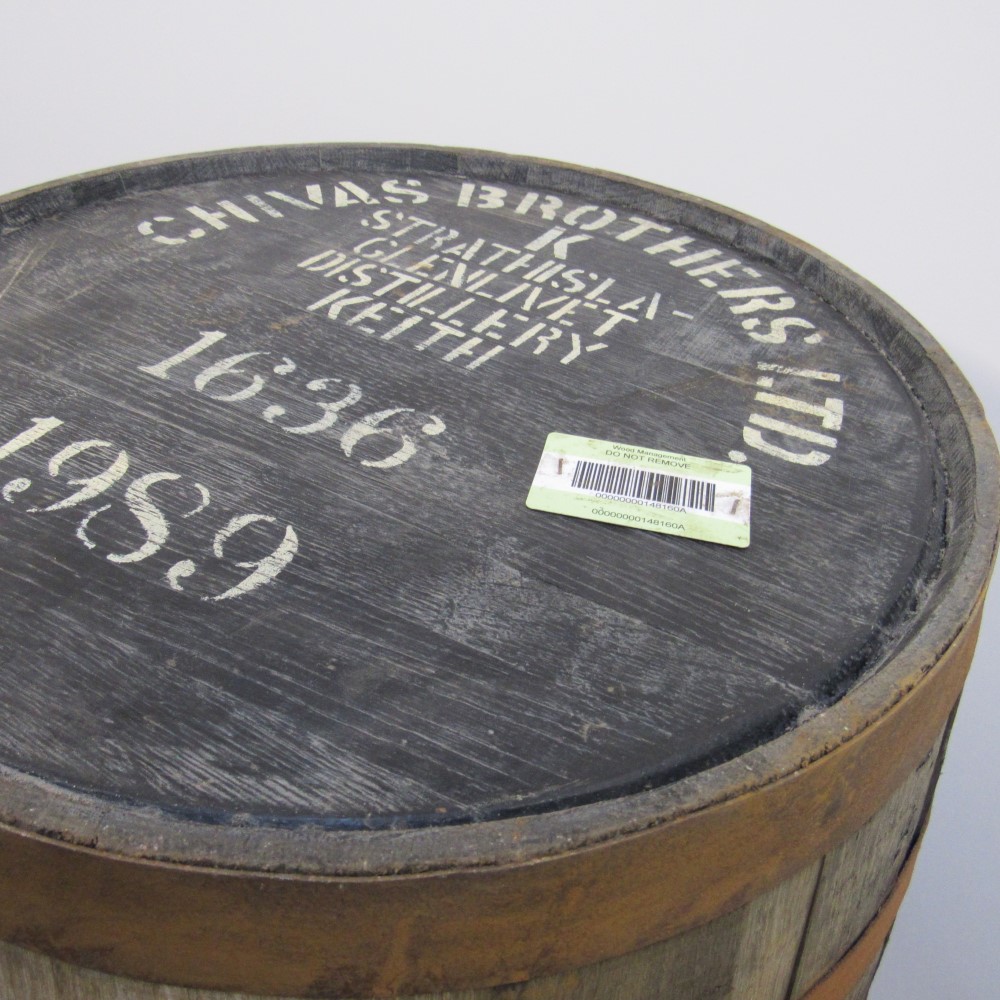 CHIVAS BROTHERS LTD.
K
STRATHISLA-
GLENLIVET
DISTILLERY
KEITH
1636
1989
Wood Management
DO NOT REMOVE
00000000148160A
00000000148160A